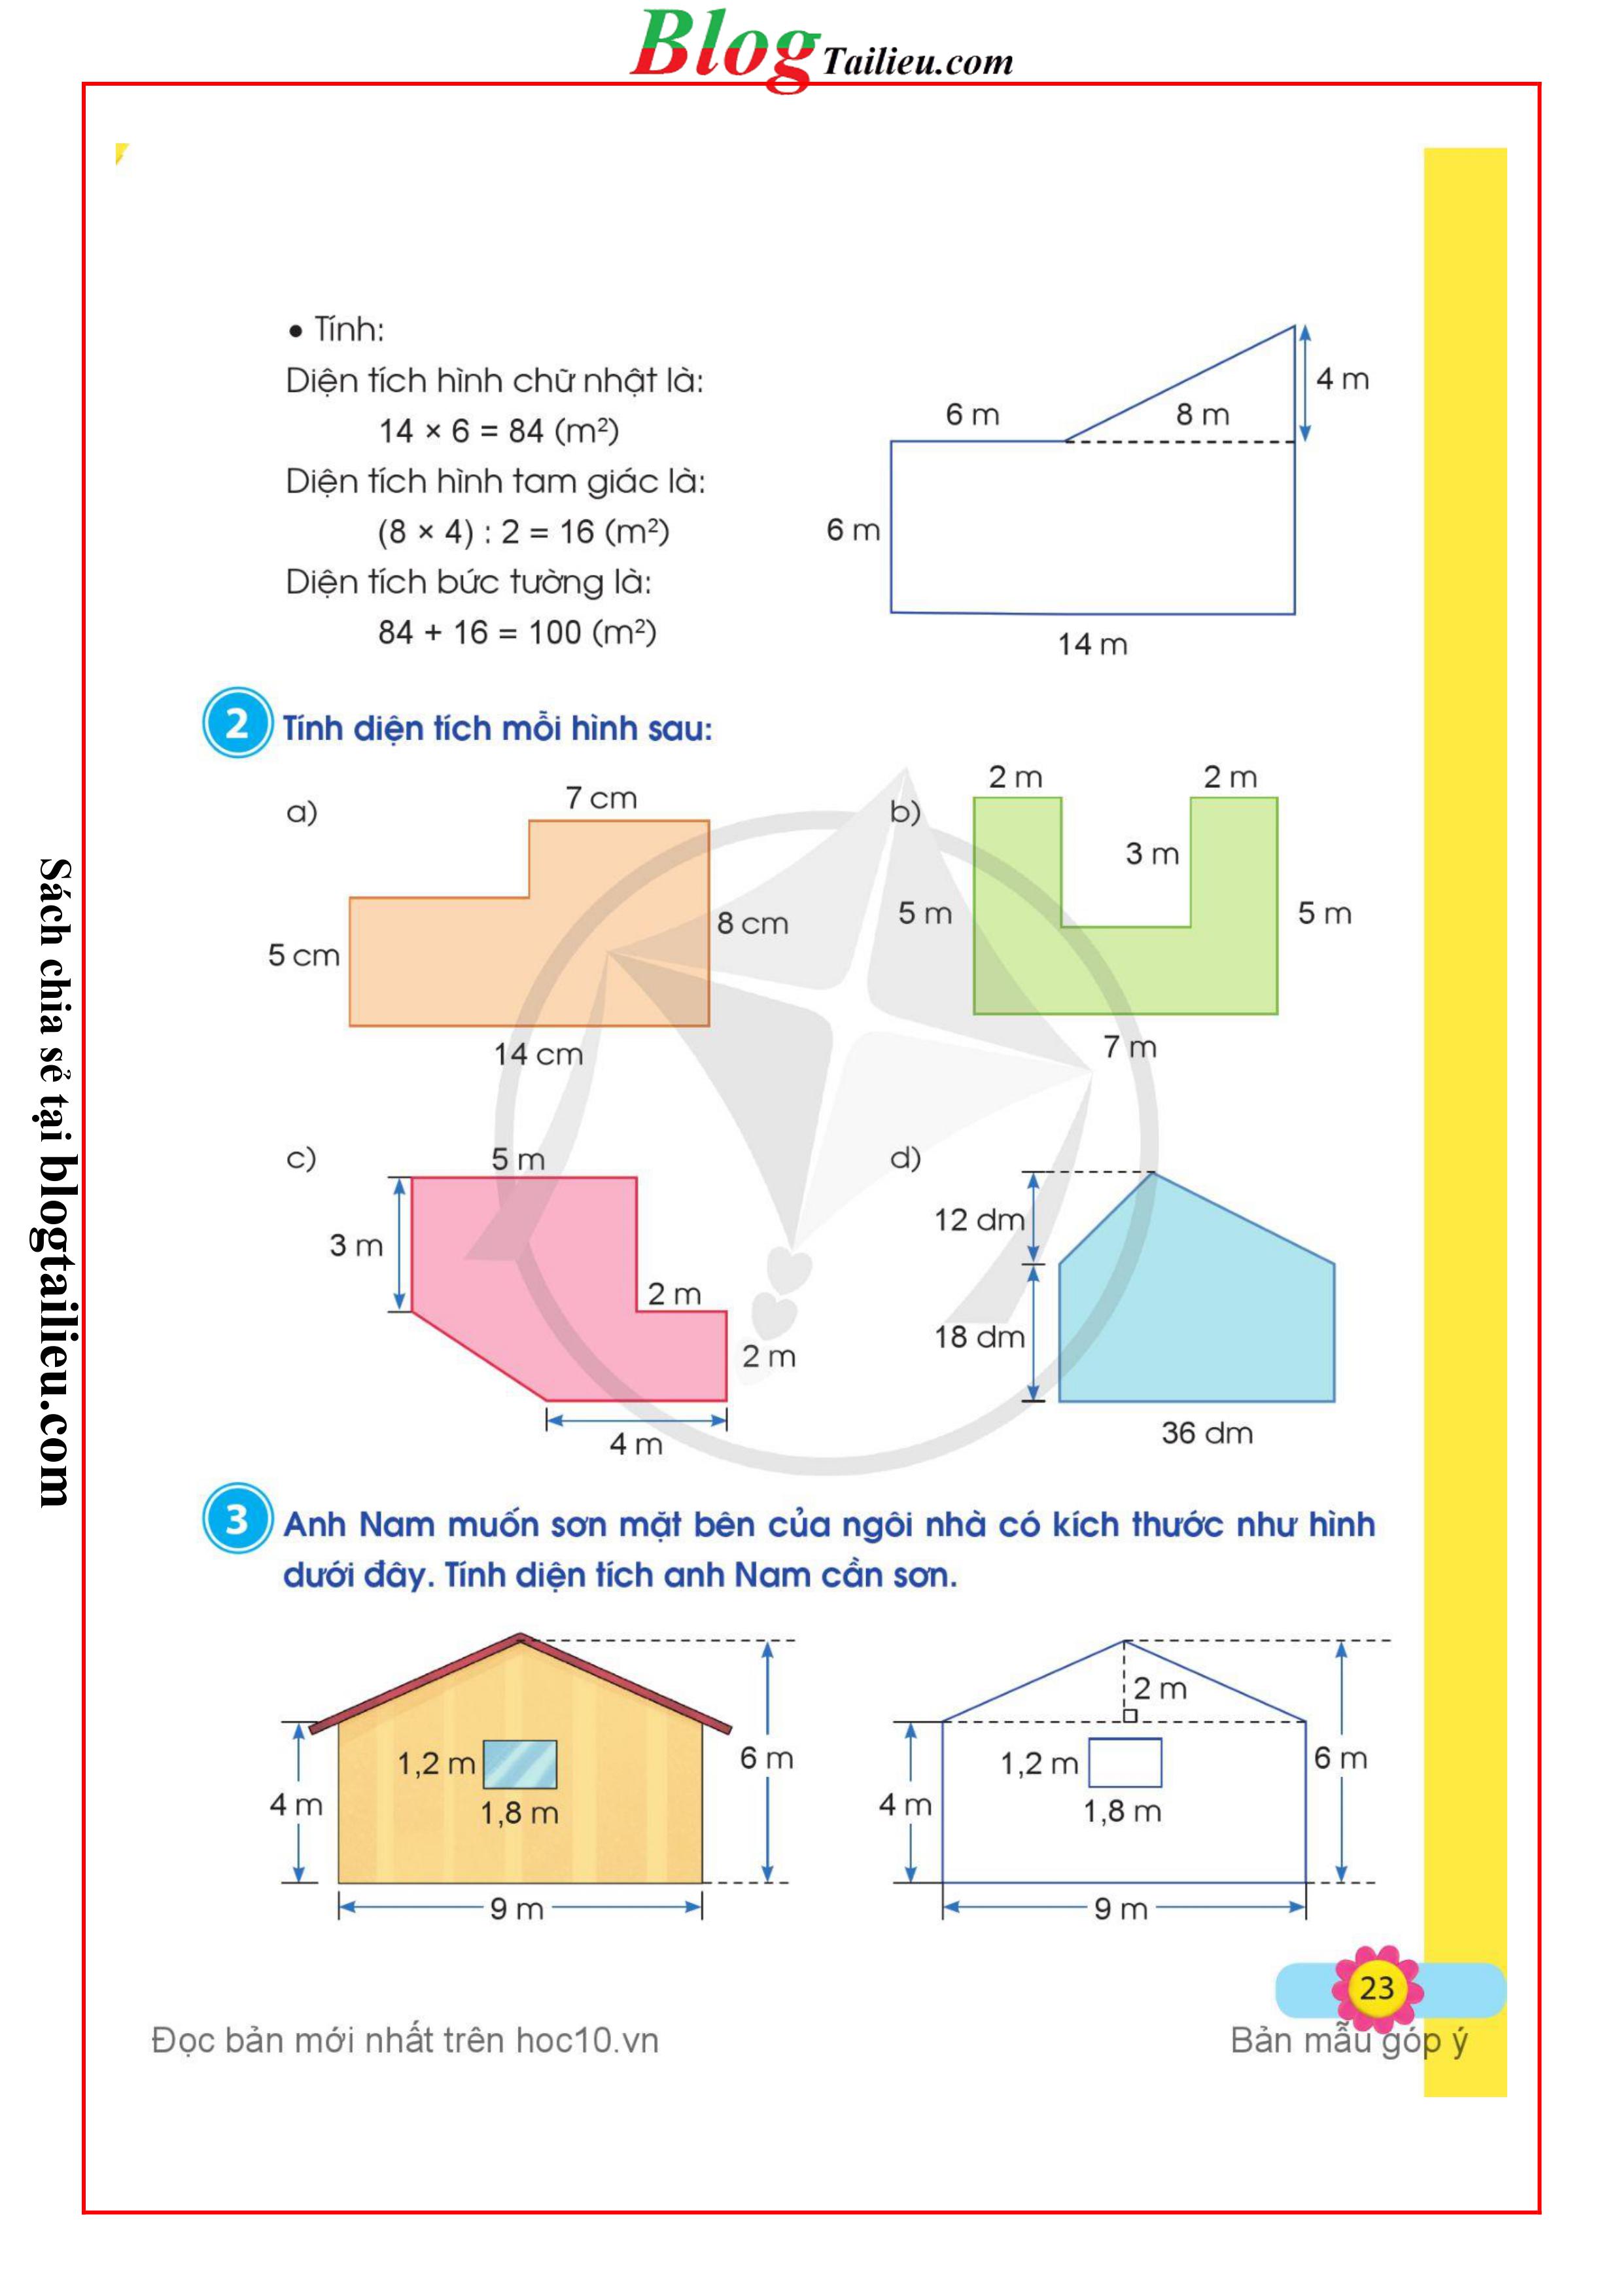 Blog Tailieu.com
• Tính:
Diện tích hình chữ nhật là:
14 × 6 = 84 (m²)
Diện tích hình tam giác là:
(8 × 4) : 2 = 16 (m²)
Diện tích bức tường là:
84 + 16 = 100 (m²)
4 m
6 m
8 m
6 m
14 m
2 Tính diện tích mỗi hình sau:
a)
7 cm
8 cm
5 cm
14 cm
b)
2 m
2 m
3 m
5 m
5 m
7 m
c)
5 m
3 m
2 m
2 m
4 m
d)
12 dm
18 dm
36 dm
3 Anh Nam muốn sơn mặt bên của ngôi nhà có kích thước như hình
dưới đây. Tính diện tích anh Nam cần sơn.
1,2 m
1,8 m
6 m
4 m
9 m
2 m
1,2 m
1,8 m
6 m
4 m
9 m
23
Đọc bản mới nhất trên hoc10.vn
Bản mẫu góp ý
Sách chia sẻ tại blogtailieu.com